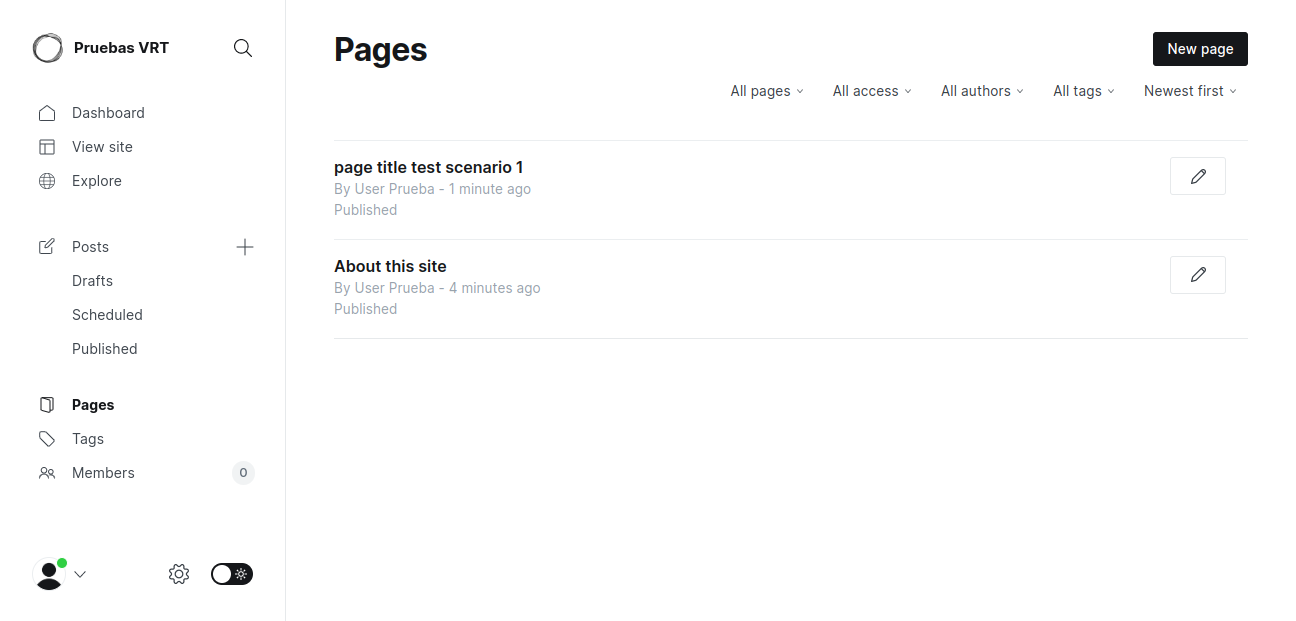 Pruebas VRT
Dashboard
View site
Explore
Posts
Drafts
Scheduled
Published
Pages
Tags
Members
0
Pages
New page
All pages
All access
All authors
All tags
Newest first
page title test scenario 1
By User Prueba - 1 minute ago
Published
About this site
By User Prueba - 4 minutes ago
Published